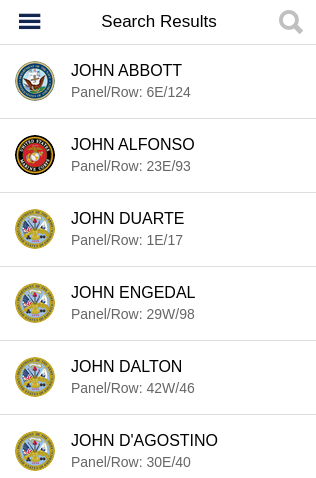 Search Results
JOHN ABBOTT
Panel/Row: 6E/124
JOHN ALFONSO
Panel/Row: 23E/93
JOHN DUARTE
Panel/Row: 1E/17
JOHN ENGEDAL
Panel/Row: 29W/98
JOHN DALTON
Panel/Row: 42W/46
JOHN D'AGOSTINO
Panel/Row: 30E/40